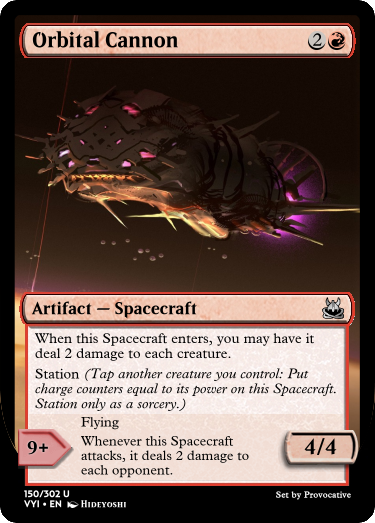 Orbital Cannon 2
Artifact — Spacecraft
When this Spacecraft enters, you may have it
deal 2 damage to each creature.
Station (Tap another creature you control: Put
charge counters equal to its power on this Spacecraft.
Station only as a sorcery.)
Flying
9+
Whenever this Spacecraft
attacks, it deals 2 damage to
each opponent.
4/4
150/302 U
VYI • EN Hideyoshi
Set by Provocative